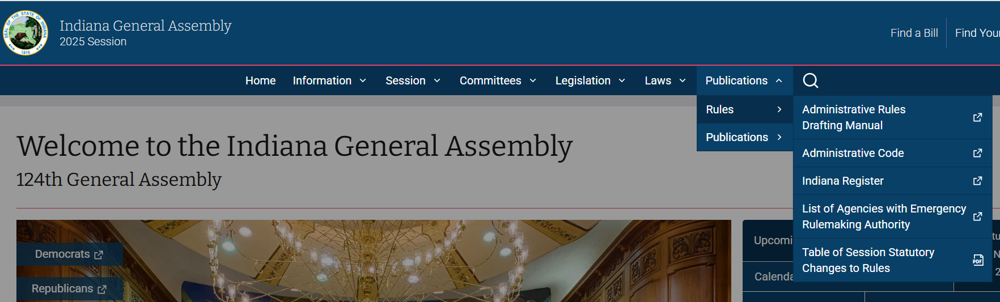 SEAL OF THE STATE OF INDIANA
1816
Indiana General Assembly
2025 Session
Find a Bill
Find Your
Home
Information
Session
Committees
Legislation
Laws
Publications
Rules
Publications
Administrative Rules
Drafting Manual
Administrative Code
Indiana Register
List of Agencies with Emergency
Rulemaking Authority
Table of Session Statutory
Changes to Rules
PDF
Welcome to the Indiana General Assembly
124th General Assembly
Democrats
Republicans
Upcomi
Calenda